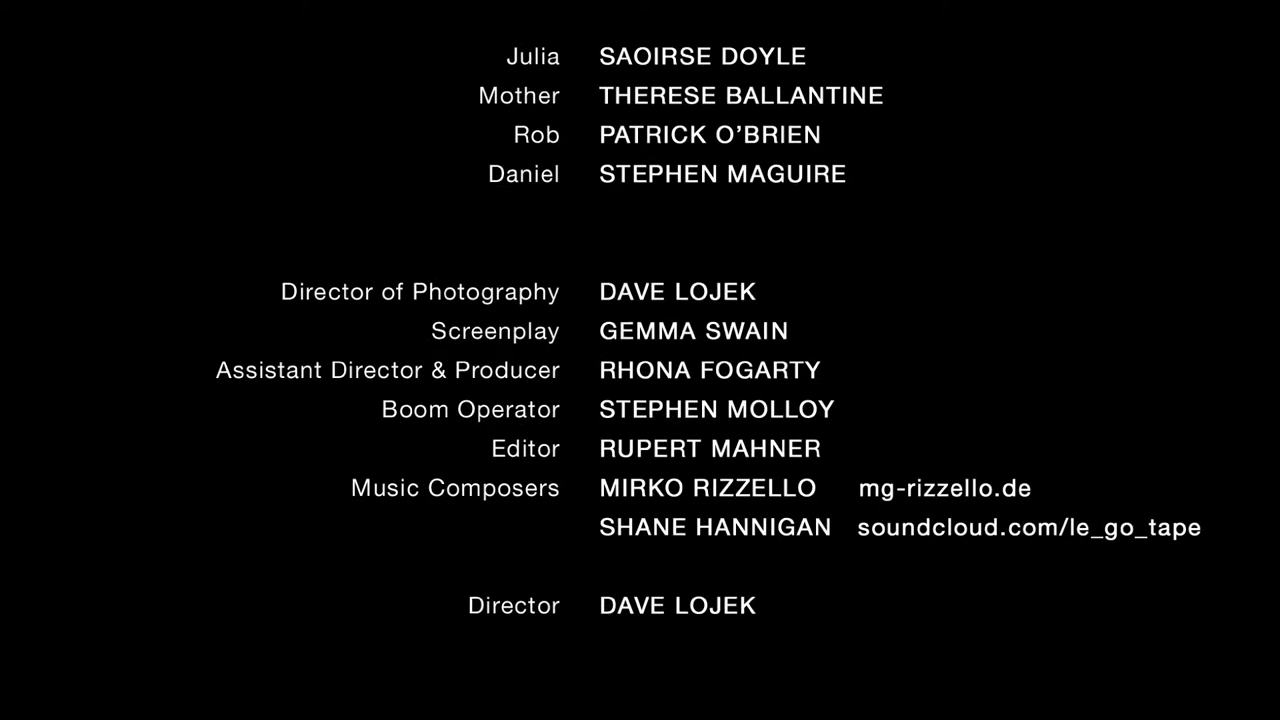 Julia SAOIRSE DOYLE
Mother THERESE BALLANTINE
Rob PATRICK O’BRIEN
Daniel STEPHEN MAGUIRE
Director of Photography DAVE LOJEK
Screenplay GEMMA SWAIN
Assistant Director & Producer RHONA FOGARTY
Boom Operator STEPHEN MOLLOY
Editor RUPERT MAHNER
Music Composers MIRKO RIZZELLO mg-rizzello.de
SHANE HANNIGAN soundcloud.com/le_go_tape
Director DAVE LOJEK